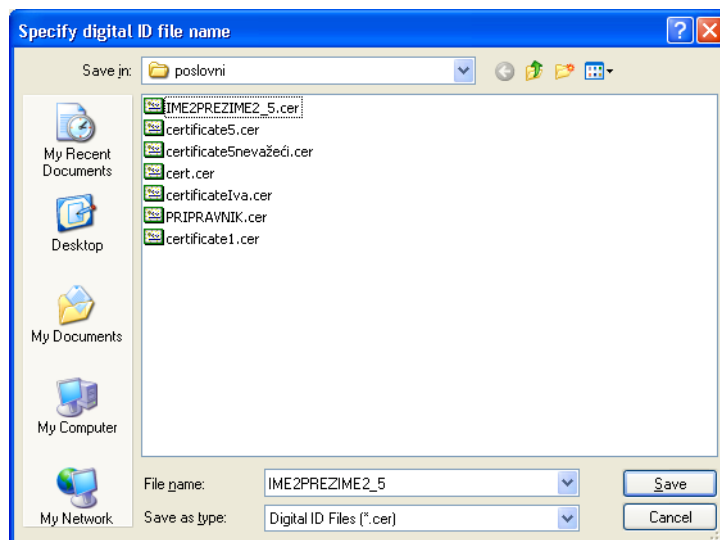 Specify digital ID file name
Save in:
poslovni
IME2PREZIME2_5.cer
certificate5.cer
certificate5nevažeći.cer
cert.cer
certificateIva.cer
PRIPRAVNIK.cer
certificate1.cer
My Recent
Documents
Desktop
My Documents
My Computer
My Network
File name:
IME2PREZIME2_5
Save
Save as type:
Digital ID Files (*.cer)
Cancel